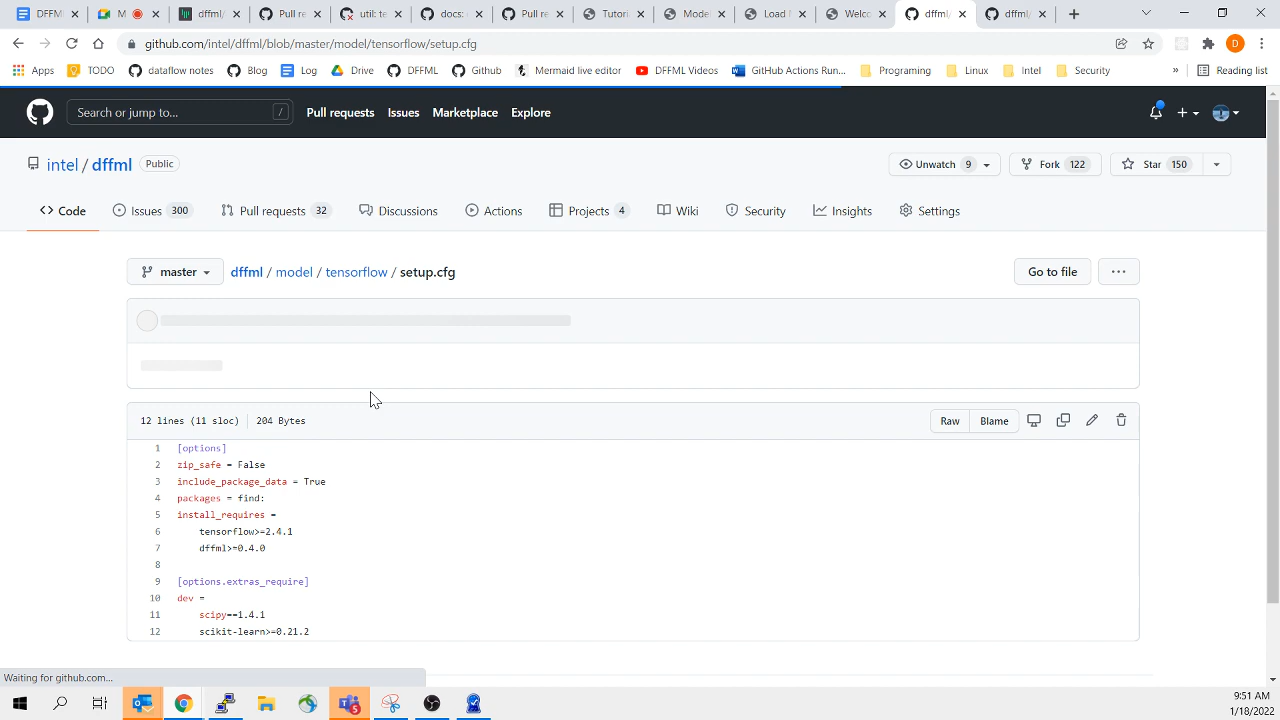 DFFML
M
dffml/
Pull re
util: te
docs: c
Pull re
Tutori
Model
Load
Welco
dffml/
dffml/
github.com/intel/dffml/blob/master/model/tensorflow/setup.cfg
D
Apps TODO dataflow notes Blog Log Drive DFFML Github Mermaid live editor DFFML Videos GitHub Actions Run... Programing Linux Intel Security » Reading list
Search or jump to... / Pull requests Issues Marketplace Explore
intel / dffml Public Unwatch 9 Fork 122 Star 150
Code Issues 300 Pull requests 32 Discussions Actions Projects 4 Wiki Security Insights Settings
master dffml / model / tensorflow / setup.cfg Go to file ...
12 lines (11 sloc) 204 Bytes Raw Blame
1 [options]
2 zip_safe = False
3 include_package_data = True
4 packages = find:
5 install_requires =
6 tensorflow>=2.4.1
7 dffml>=0.4.0
8
9 [options.extras_require]
10 dev =
11 scipy==1.4.1
12 scikit-learn>=0.21.2
Waiting for github.com...
5
9:51 AM
1/18/2022